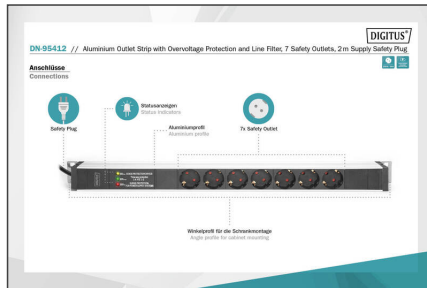 DIGITUS®
DN-95412 // Aluminium Outlet Strip with Overvoltage Protection and Line Filter, 7 Safety Outlets, 2 m Supply Safety Plug
Anschlüsse
Connections
Safety Plug
Statusanzeigen
Status indicators
Aluminiumprofil
Aluminium profile
7x Safety Outlet
Winkelprofil für die Schrankmontage
Angle profile for cabinet mounting